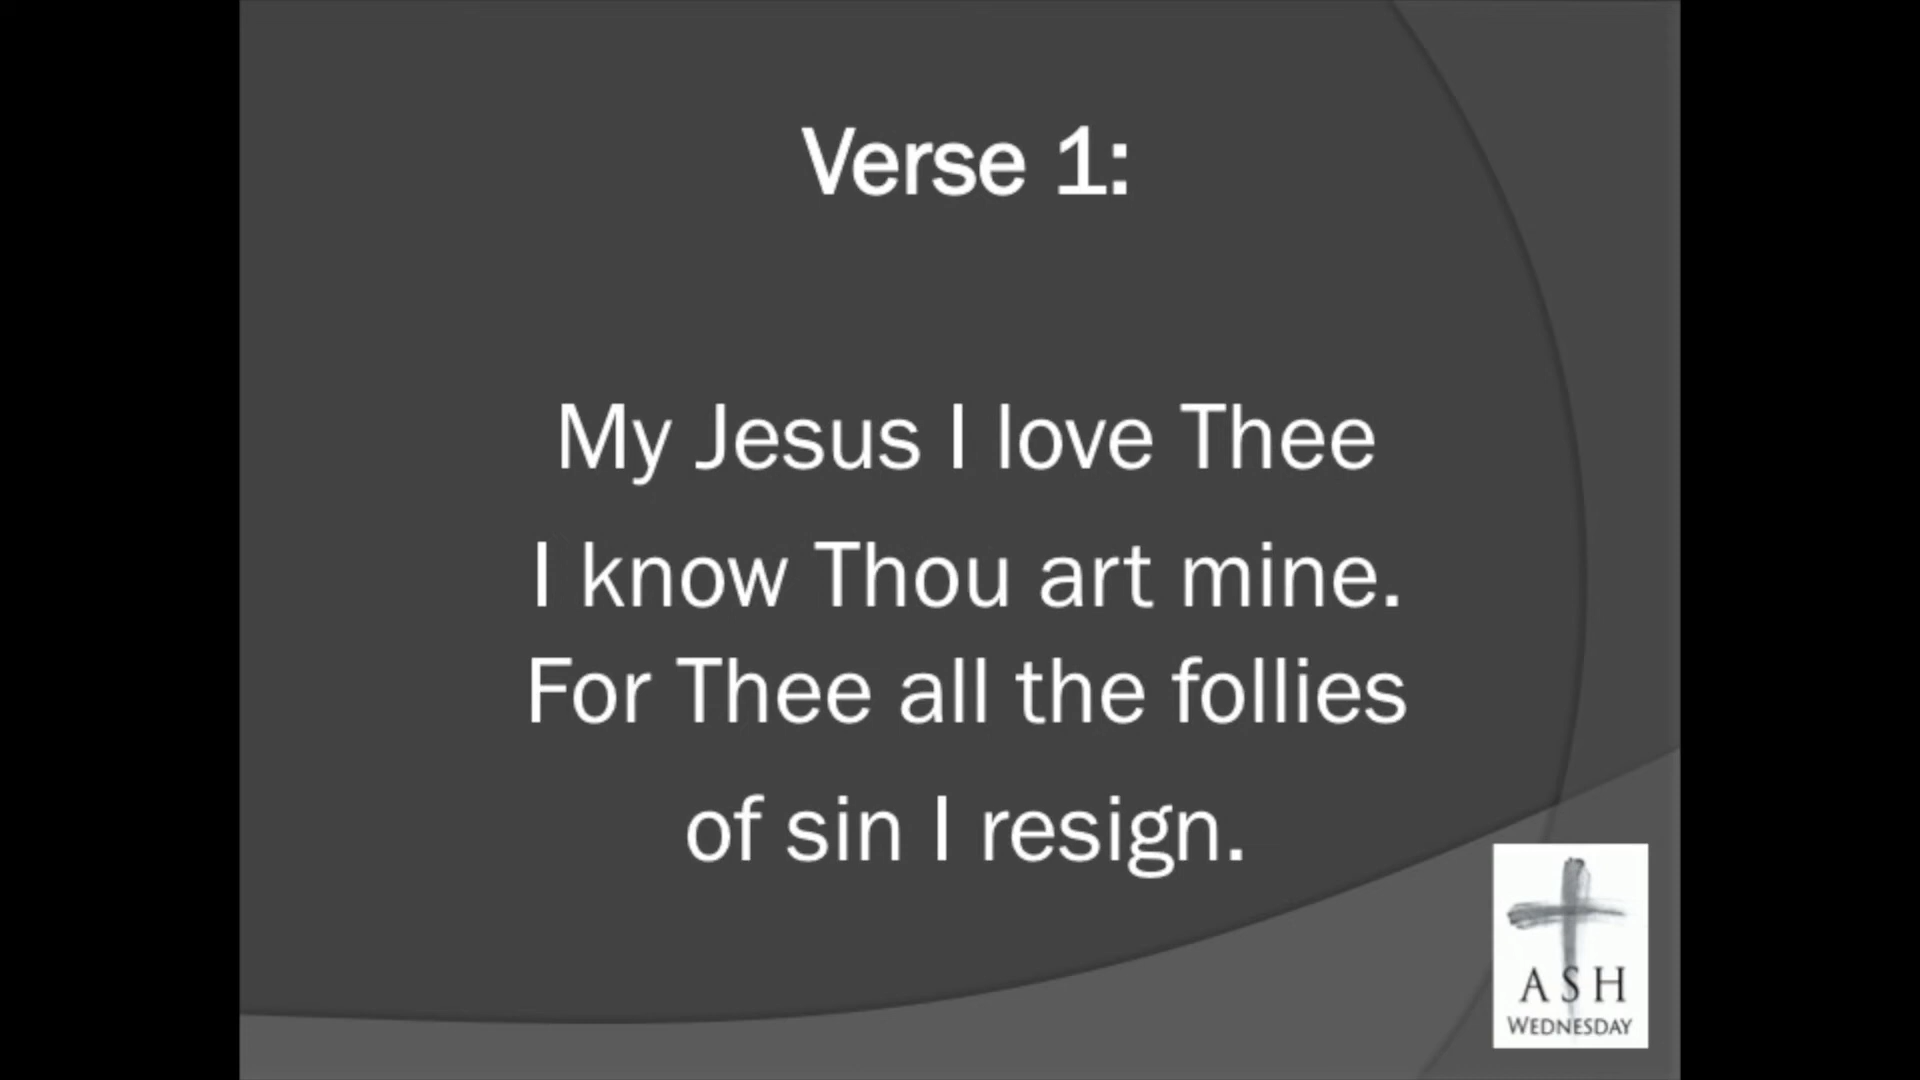 Verse 1:
My Jesus I love Thee
I know Thou art mine.
For Thee all the follies
of sin I resign.
ASH
WEDNESDAY